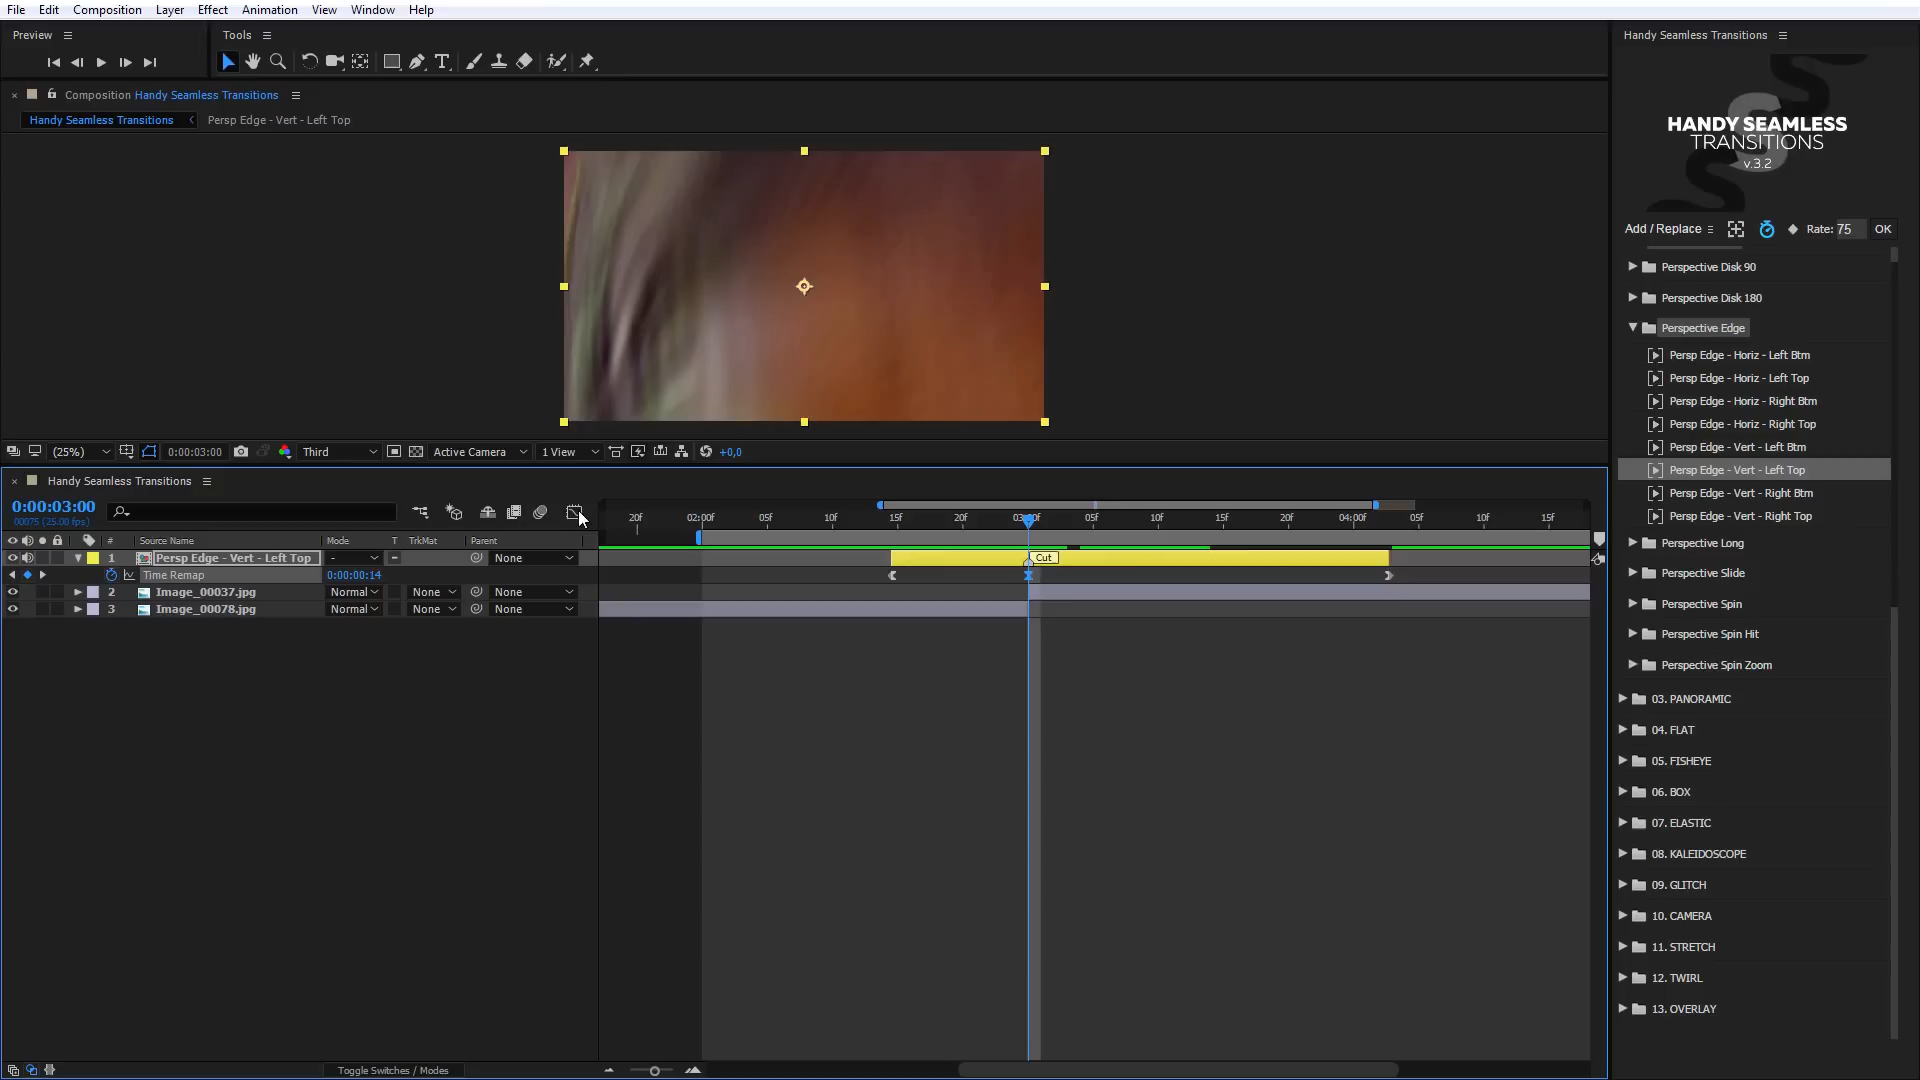 File Edit Composition Layer Effect Animation View Window Help
Preview
Tools
Handy Seamless Transitions
Composition Handy Seamless Transitions
Handy Seamless Transitions
Persp Edge - Vert - Left Top
HANDY SEAMLESS
TRANSITIONS
v.3.2
Add / Replace
Rate: 75 OK
Perspective Disk 90
Perspective Disk 180
Perspective Edge
Persp Edge - Horiz - Left Btm
Persp Edge - Horiz - Left Top
Persp Edge - Horiz - Right Btm
Persp Edge - Horiz - Right Top
Persp Edge - Vert - Left Btm
Persp Edge - Vert - Left Top
Persp Edge - Vert - Right Btm
Persp Edge - Vert - Right Top
Perspective Long
Perspective Slide
Perspective Spin
Perspective Spin Hit
Perspective Spin Zoom
03. PANORAMIC
04. FLAT
05. FISHEYE
06. BOX
07. ELASTIC
08. KALEIDOSCOPE
09. GLITCH
10. CAMERA
11. STRETCH
12. TWIRL
13. OVERLAY
(25%) 0:00:03:00 Third Active Camera 1 View +0,0
Handy Seamless Transitions
0:00:03:00
00075 (25.00 fps)
20f 02:00f 05f 10f 15f 20f 05f 10f 15f 20f 04:00f 05f 10f 15f
# Source Name Mode T TrkMat Parent
1 Persp Edge - Vert - Left Top - None
Cut
Time Remap 0:00:00:14
2 Image_00037.jpg Normal None None
3 Image_00078.jpg Normal None None
Toggle Switches / Modes